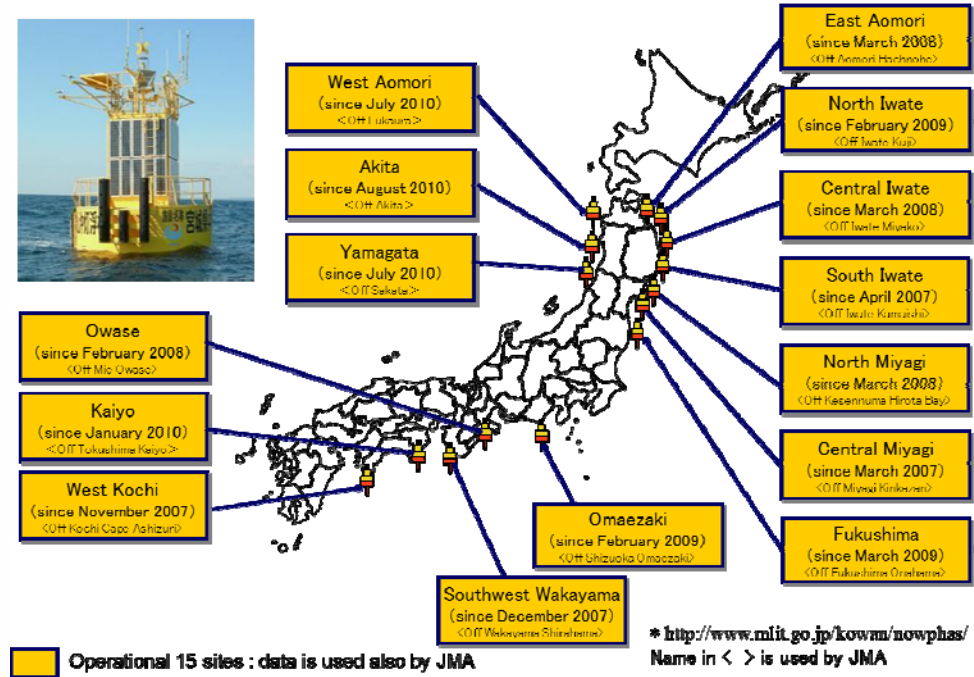 East Aomori
(since March 2008)
<Off Aomori Hachnohe>
West Aomori
(since July 2010)
<Off Fukaura>
North Iwate
(since February 2009)
<Off Iwate Kuji>
Akita
(since August 2010)
<Off Akita>
Central Iwate
(since March 2008)
<Off Iwate Miyako>
Yamagata
(since July 2010)
<Off Sakata>
South Iwate
(since April 2007)
<Off Iwate Kamaishi>
Owase
(since February 2008)
<Off Mie Owase>
North Miyagi
(since March 2008)
<Off Kesennuma Hirota Bay>
Kaiyo
(since January 2010)
<Off Tokushima Kaiyo>
Central Miyagi
(since March 2007)
<Off Miyagi Kinkazan>
West Kochi
(since November 2007)
<Off Kochi Cape Ashizuri>
Omaezaki
(since February 2009)
<Off Shizuoka Omaezaki>
Fukushima
(since March 2009)
<Off Fukushima Onahama>
Southwest Wakayama
(since December 2007)
<Off Wakayama Shirahama>
* http://www.mlit.go.jp/kowan/nowphas/
Name in < > is used by JMA
Operational 15 sites : data is used also by JMA